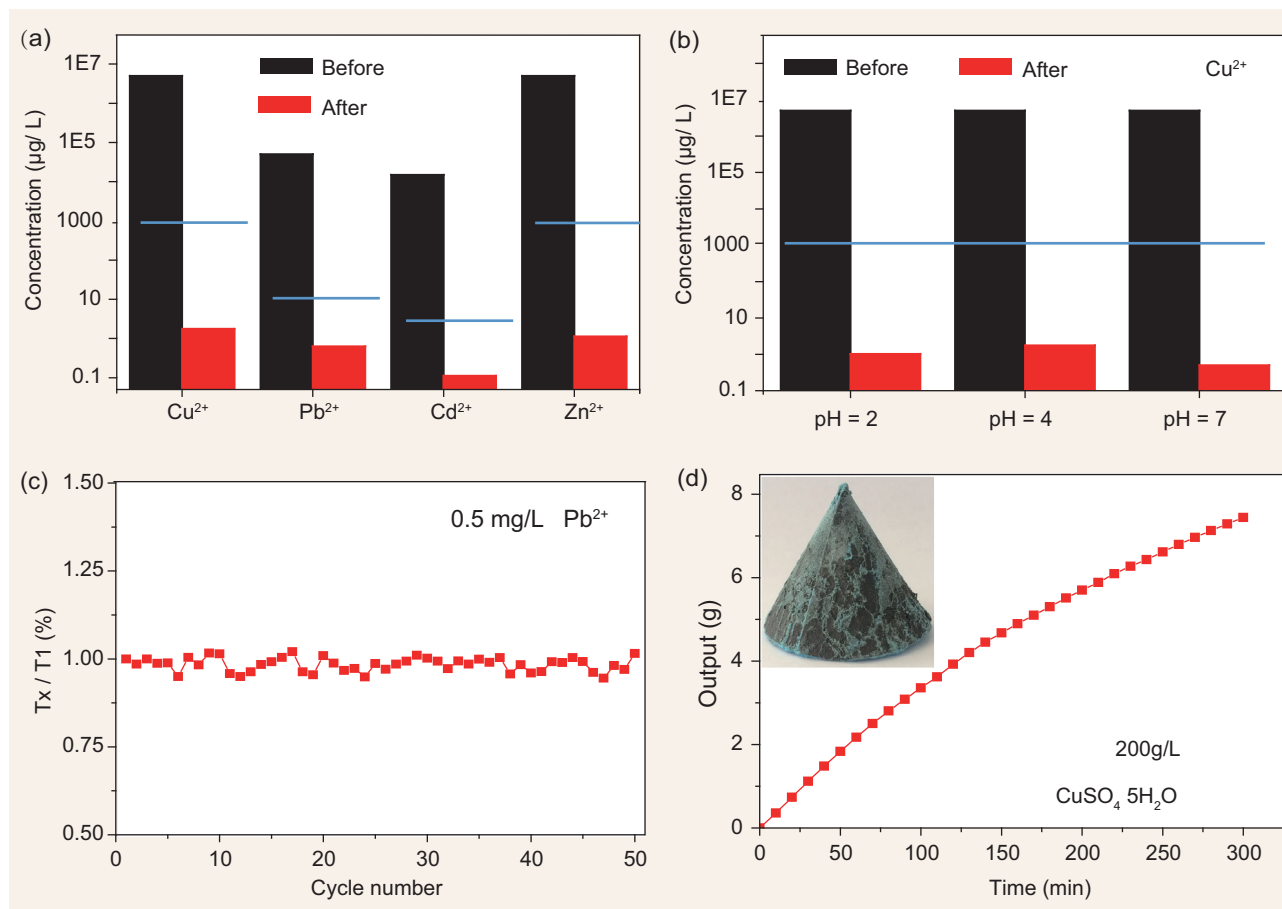 (a)
Concentration (µg/ L)
1E7
1E5
1000
10
0.1
Before
After
Cu²⁺
Pb²⁺
Cd²⁺
Zn²⁺
(b)
Concentration (µg/L)
1E7
1E5
1000
10
0.1
Before
After
Cu²⁺
pH = 2
pH = 4
pH = 7
(c)
Tx / T1 (%)
1.50
1.25
1.00
0.75
0.50
0.5 mg/L Pb²⁺
0
10
20
30
40
50
Cycle number
(d)
Output (g)
8
6
4
2
0
200g/L
CuSO₄ 5H₂O
0
50
100
150
200
250
300
Time (min)